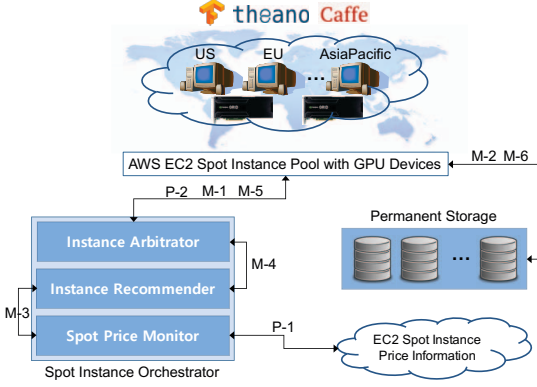 theano Caffe
US EU AsiaPacific
...
AWS EC2 Spot Instance Pool with GPU Devices
M-2 M-6
P-2 M-1 M-5
Permanent Storage
...
Instance Arbitrator
M-4
Instance Recommender
M-3
Spot Price Monitor
P-1
EC2 Spot Instance
Price Information
Spot Instance Orchestrator